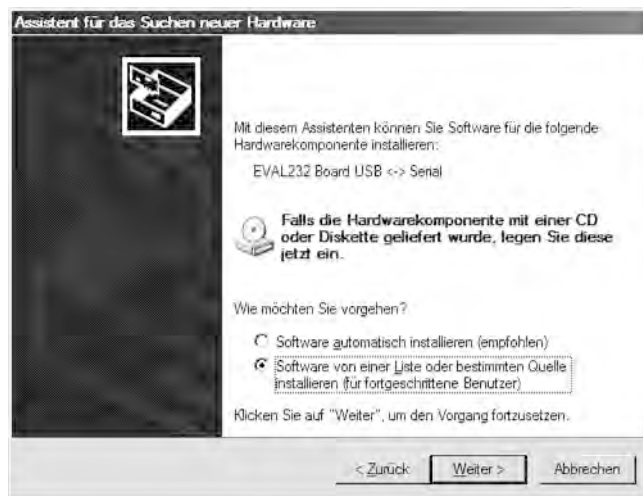 Assistent für das Suchen neuer Hardware
Mit diesem Assistenten können Sie Software für die folgende
Hardwarekomponente installieren:
EVAL232 Board USB <-> Serial
Falls die Hardwarekomponente mit einer CD
oder Diskette geliefert wurde, legen Sie diese
jetzt ein.
Wie möchten Sie vorgehen?
Software automatisch installieren (empfohlen)
Software von einer Liste oder bestimmten Quelle
installieren (für fortgeschrittene Benutzer)
Klicken Sie auf "Weiter", um den Vorgang fortzusetzen.
< Zurück Weiter > Abbrechen